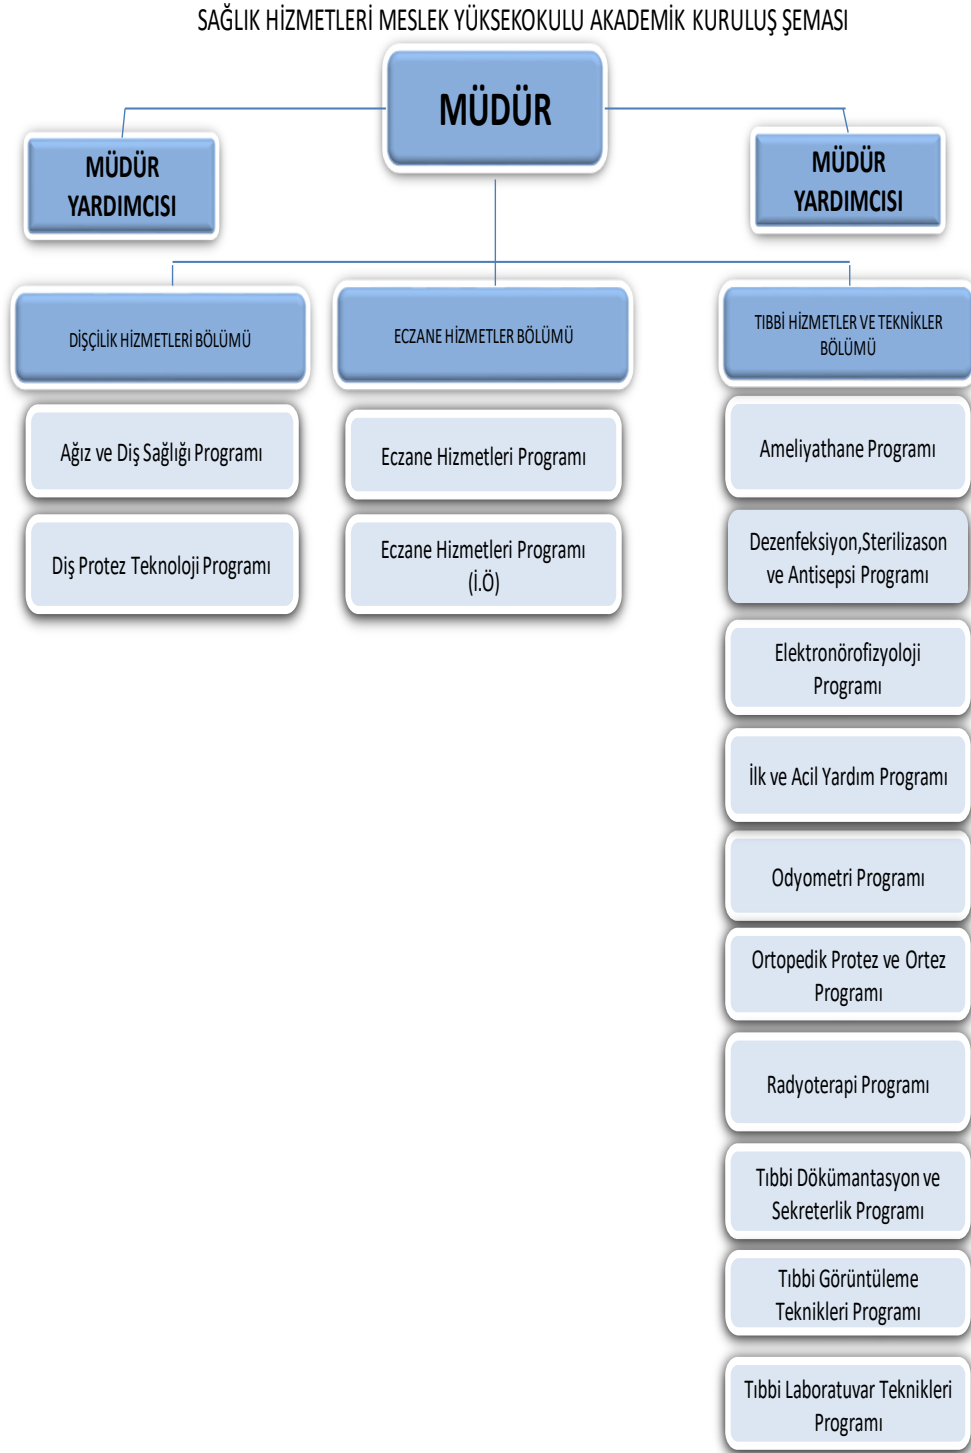 SAĞLIK HİZMETLERİ MESLEK YÜKSEKOKULU AKADEMİK KURULUŞ ŞEMASI
MÜDÜR
MÜDÜR
YARDIMCISI
MÜDÜR
YARDIMCISI
DİŞÇİLİK HİZMETLERİ BÖLÜMÜ
Ağız ve Diş Sağlığı Programı
Diş Protez Teknoloji Programı
ECZANE HİZMETLER BÖLÜMÜ
Eczane Hizmetleri Programı
Eczane Hizmetleri Programı
(İ.Ö)
TIBBİ HİZMETLER VE TEKNİKLER
BÖLÜMÜ
Ameliyathane Programı
Dezenfeksiyon,Sterilizason
ve Antisepsi Programı
Elektronörofizyoloji
Programı
İlk ve Acil Yardım Programı
Odyometri Programı
Ortopedik Protez ve Ortez
Programı
Radyoterapi Programı
Tıbbi Dökümantasyon ve
Sekreterlik Programı
Tıbbi Görüntüleme
Teknikleri Programı
Tıbbi Laboratuvar Teknikleri
Programı